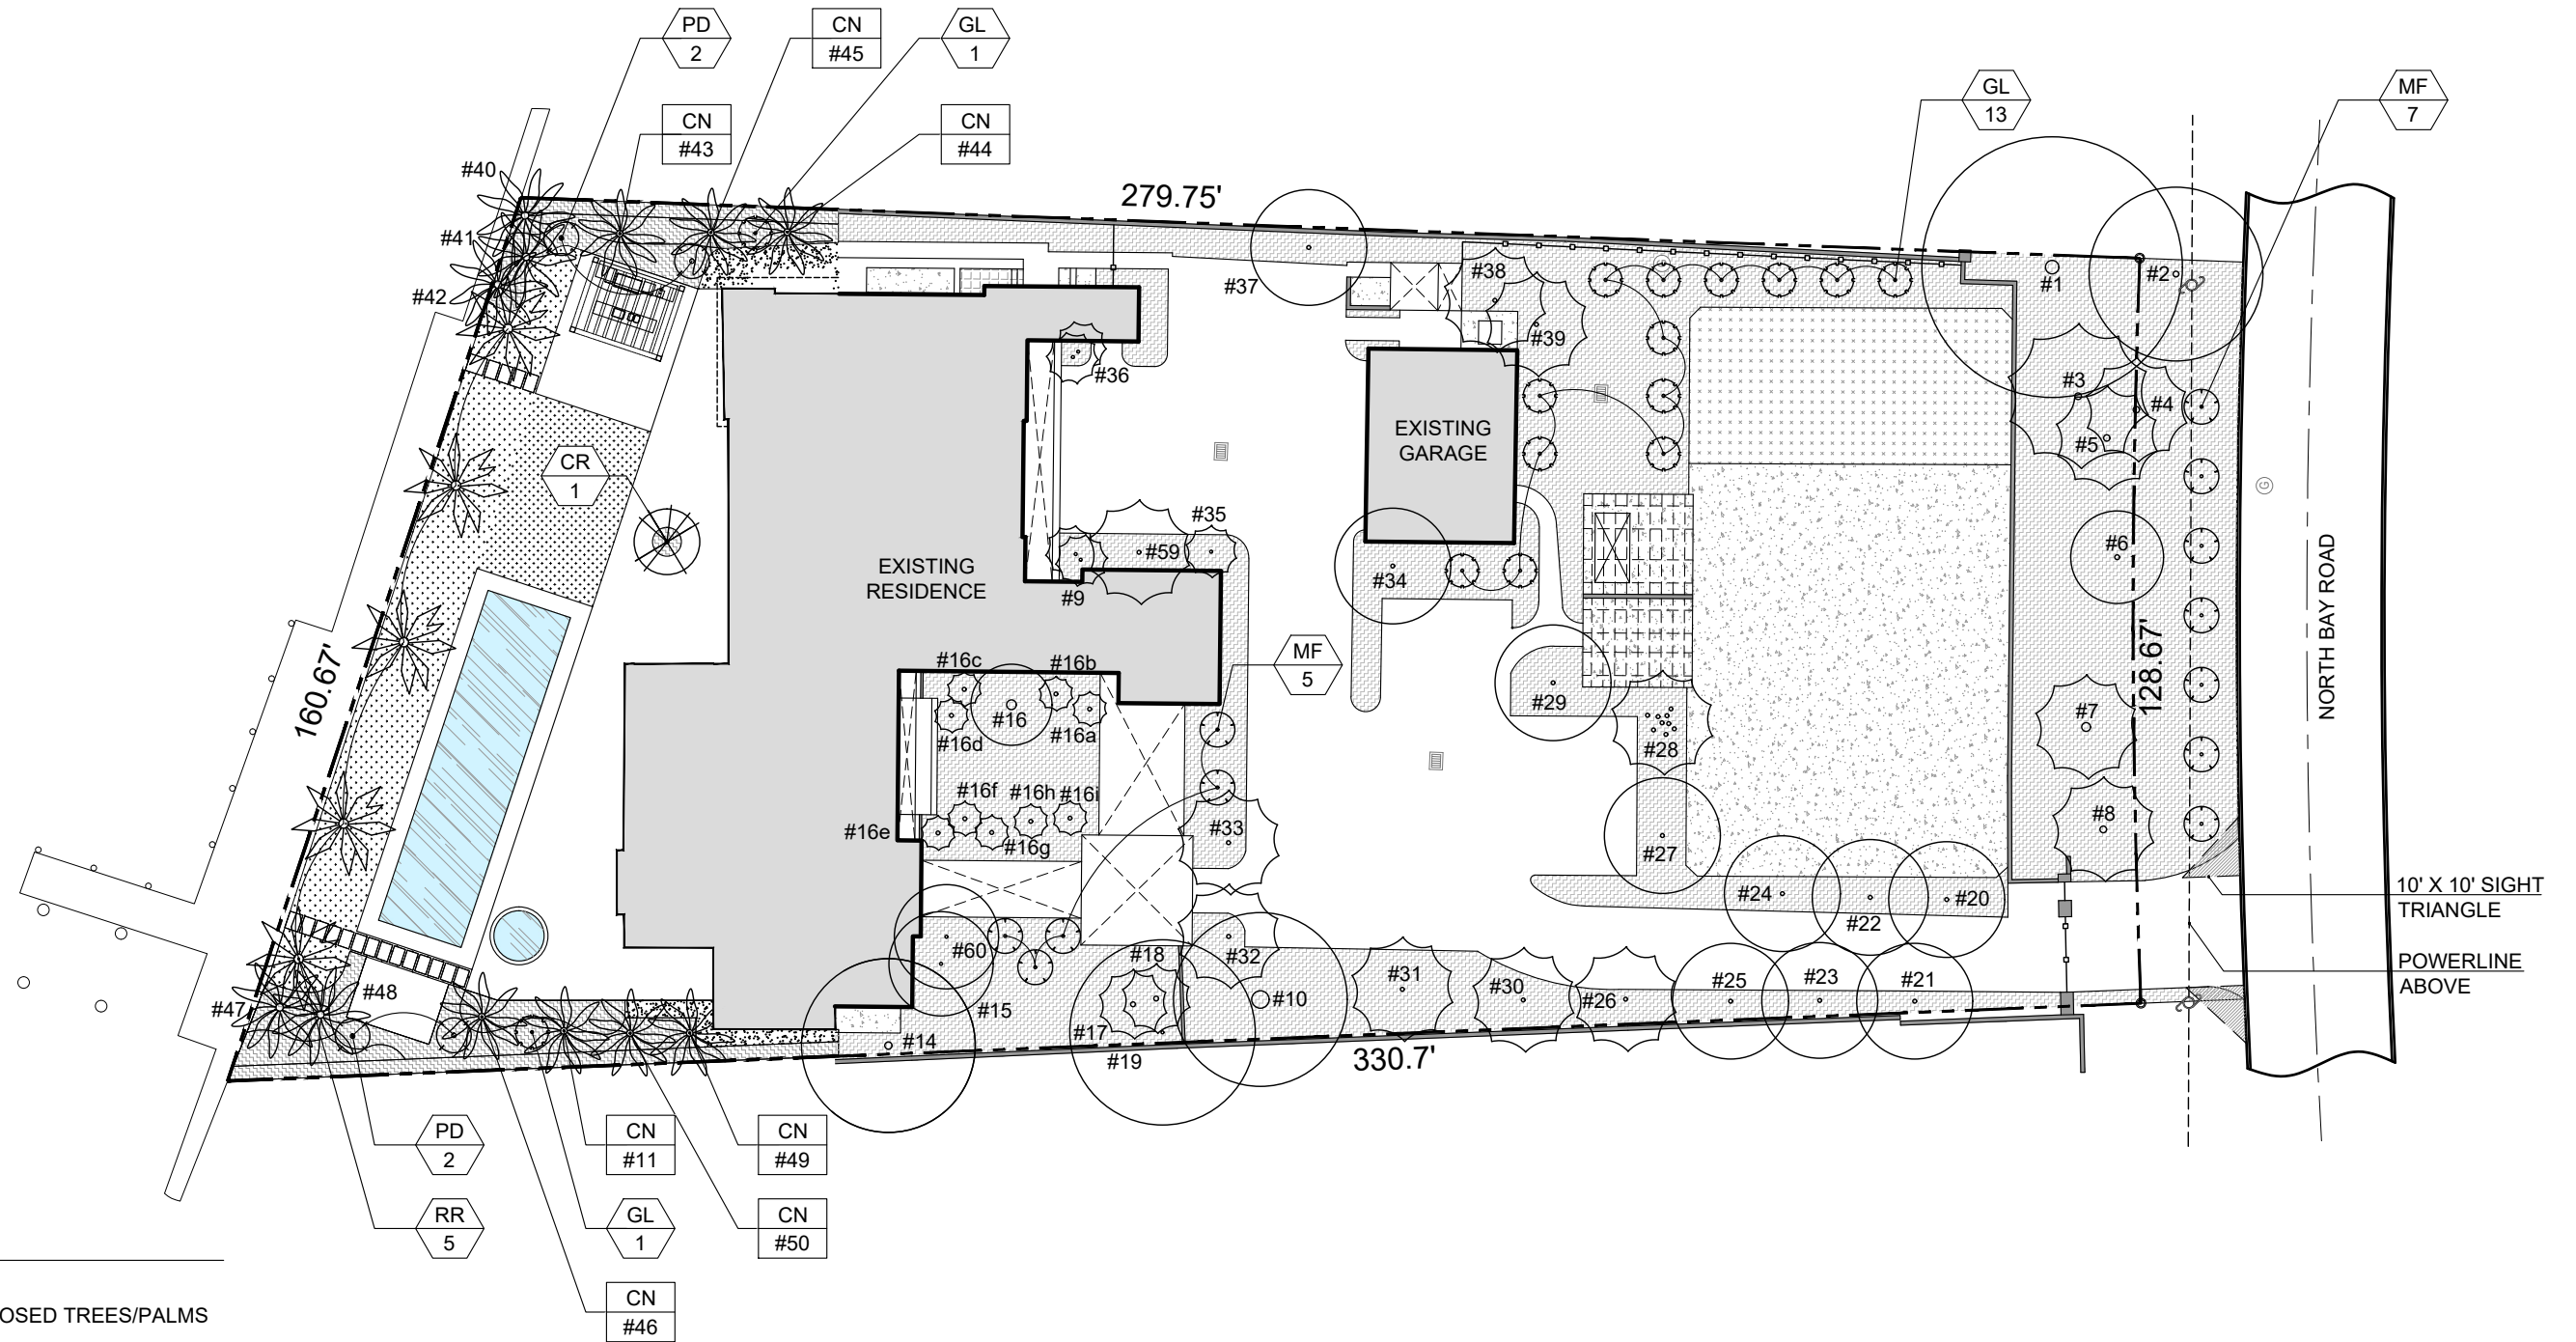 PD
2
CN
#45
GL
1
CN
#43
CN
#44
GL
13
MF
7
#40
#41
#42
279.75'
#37
#38
#39
#1
#2
#3
#4
#5
#36
EXISTING
GARAGE
CR
1
#35
#59
#9
EXISTING
RESIDENCE
#34
#6
G
NORTH BAY ROAD
128.67'
160.67'
MF
5
#16c
#16b
#16
#16d
#16a
#29
#28
#7
#16f
#16h
#16i
#16e
#16g
#33
#27
#8
10' X 10' SIGHT
TRIANGLE
#24
#22
#20
POWERLINE
ABOVE
#60
#18
#32
#10
#31
#30
#26
#25
#23
#21
#47
#48
#15
#17
#19
#14
330.7'
PD
2
CN
#11
CN
#49
RR
5
GL
1
CN
#50
CN
#46
OSED TREES/PALMS